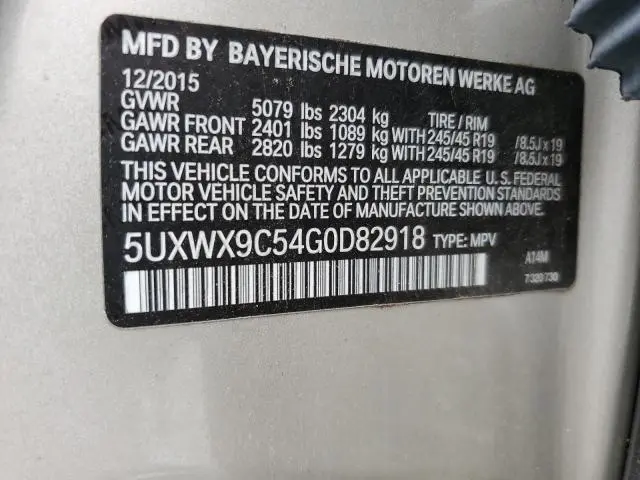 MFD BY BAYERISCHE MOTOREN WERKE AG
12/2015
GVWR 5079 lbs 2304 kg TIRE / RIM
GAWR FRONT 2401 lbs 1089 kg WITH 245/45 R19 /8.5J x 19
GAWR REAR 2820 lbs 1279 kg WITH 245/45 R19 /8.5J x 19
THIS VEHICLE CONFORMS TO ALL APPLICABLE U.S. FEDERAL
MOTOR VEHICLE SAFETY AND THEFT PREVENTION STANDARDS
IN EFFECT ON THE DATE OF MANUFACTURE SHOWN ABOVE.
5UXWX9C54G0D82918 TYPE: MPV A14M
7320730